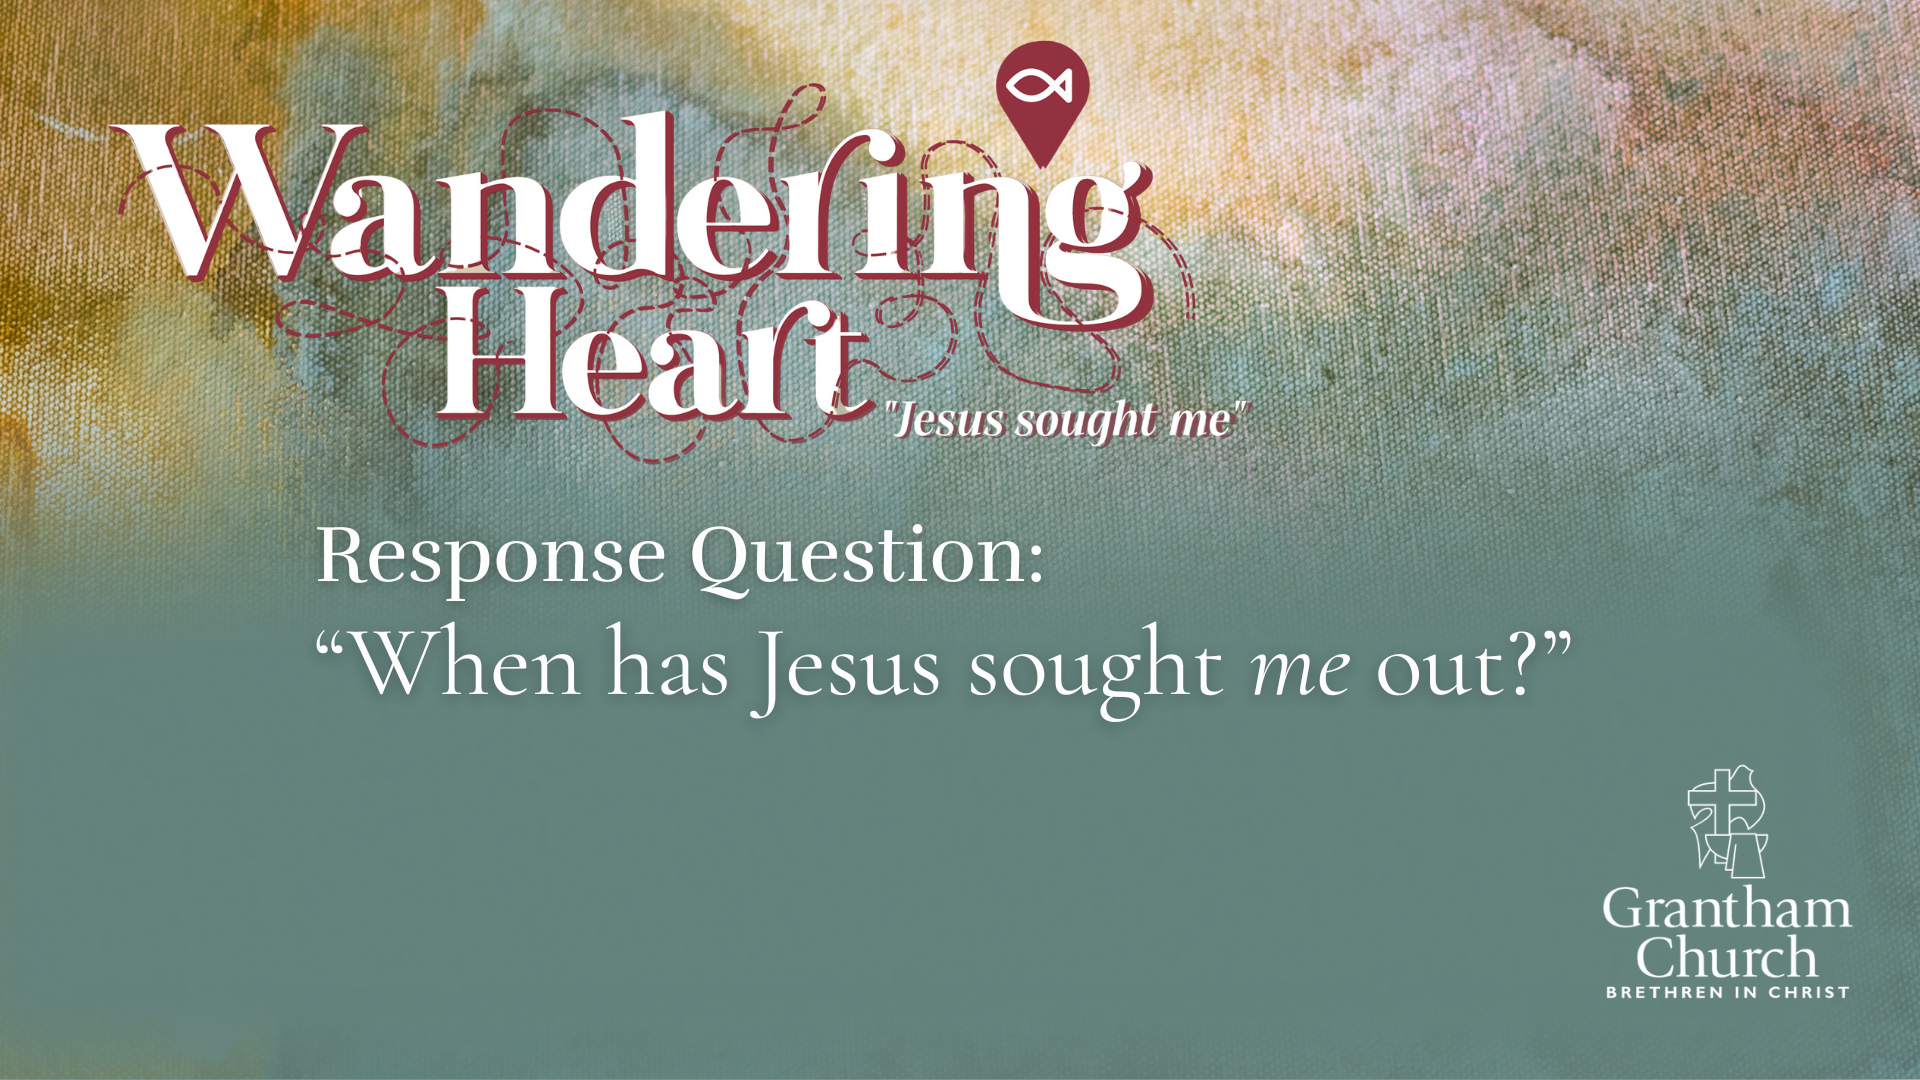 Wandering
Heart
"Jesus sought me"
Response Question:
“When has Jesus sought me out?”
Grantham
Church
BRETHREN IN CHRIST